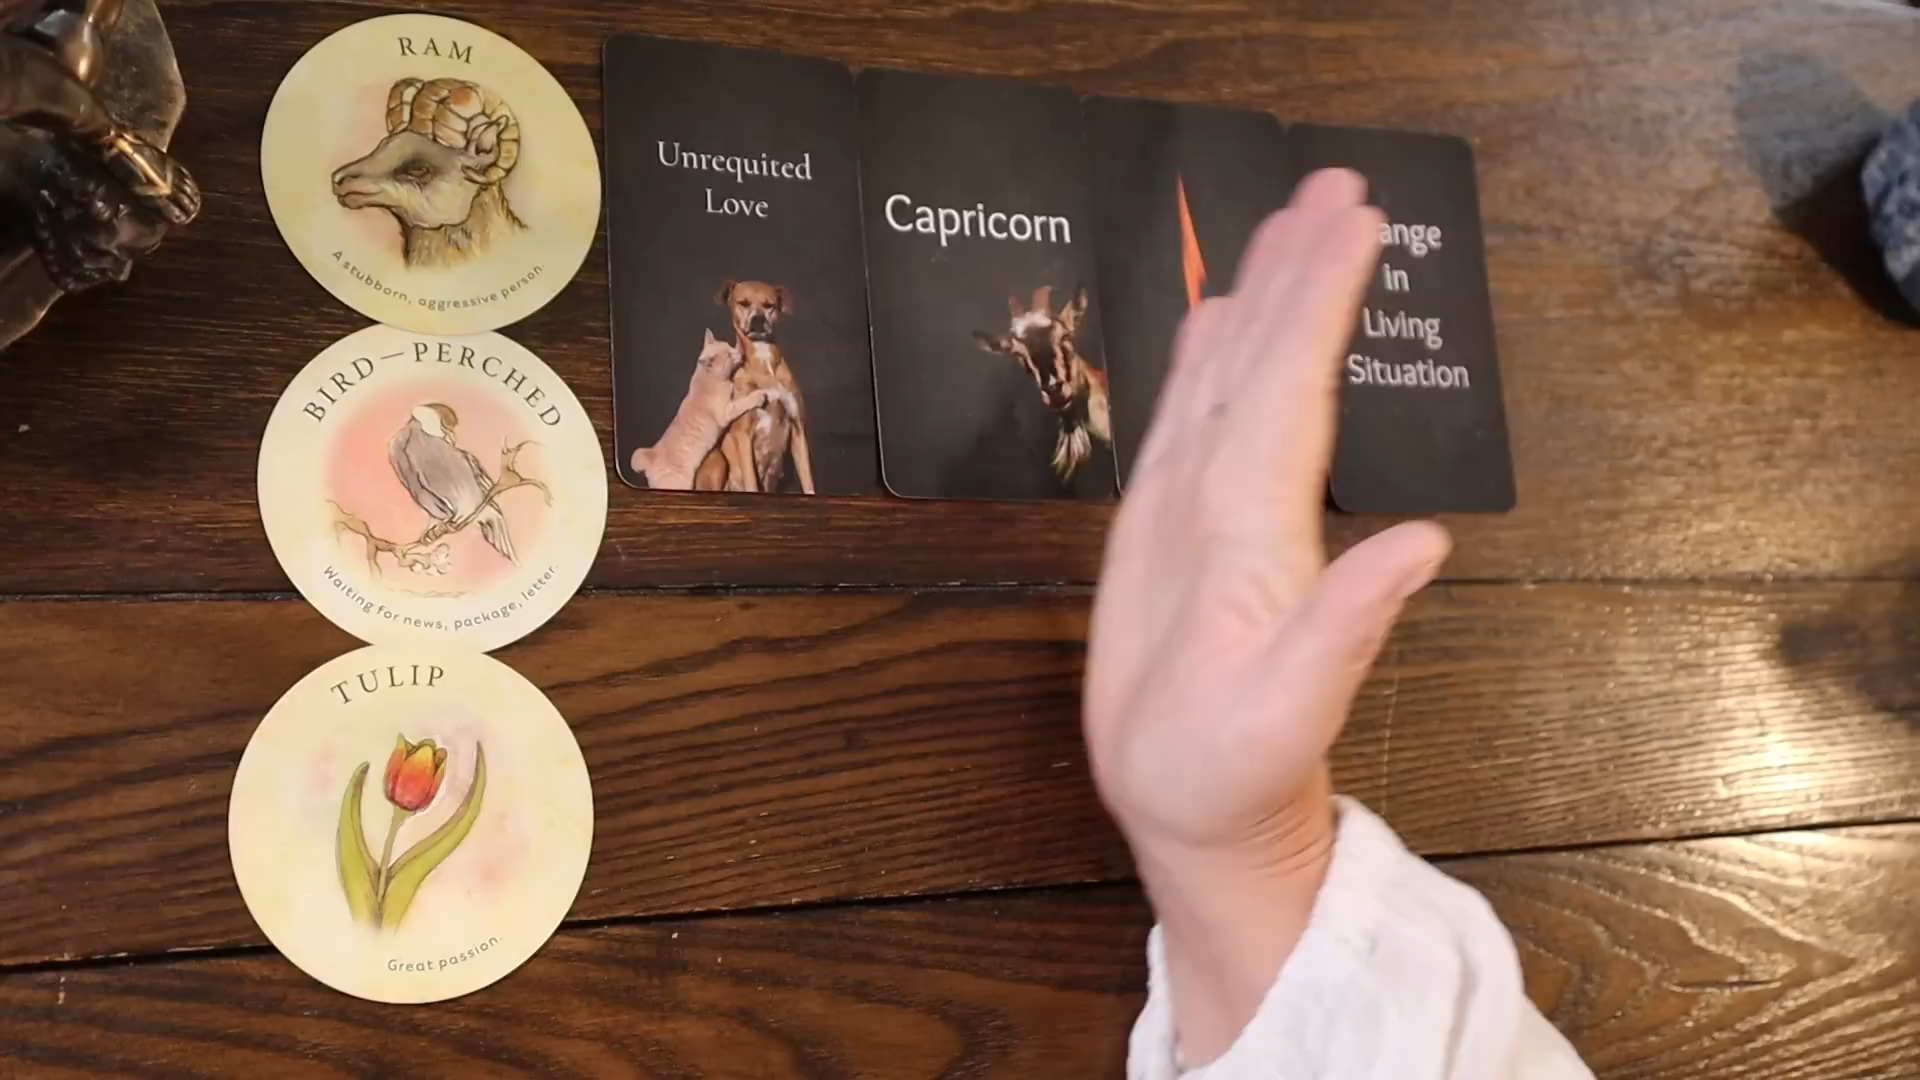 RAM
A stubborn, aggressive person.
BIRD—PERCHED
Waiting for news, package, letter.
TULIP
Great passion.
Unrequited
Love
Capricorn
ange
in
Living
Situation